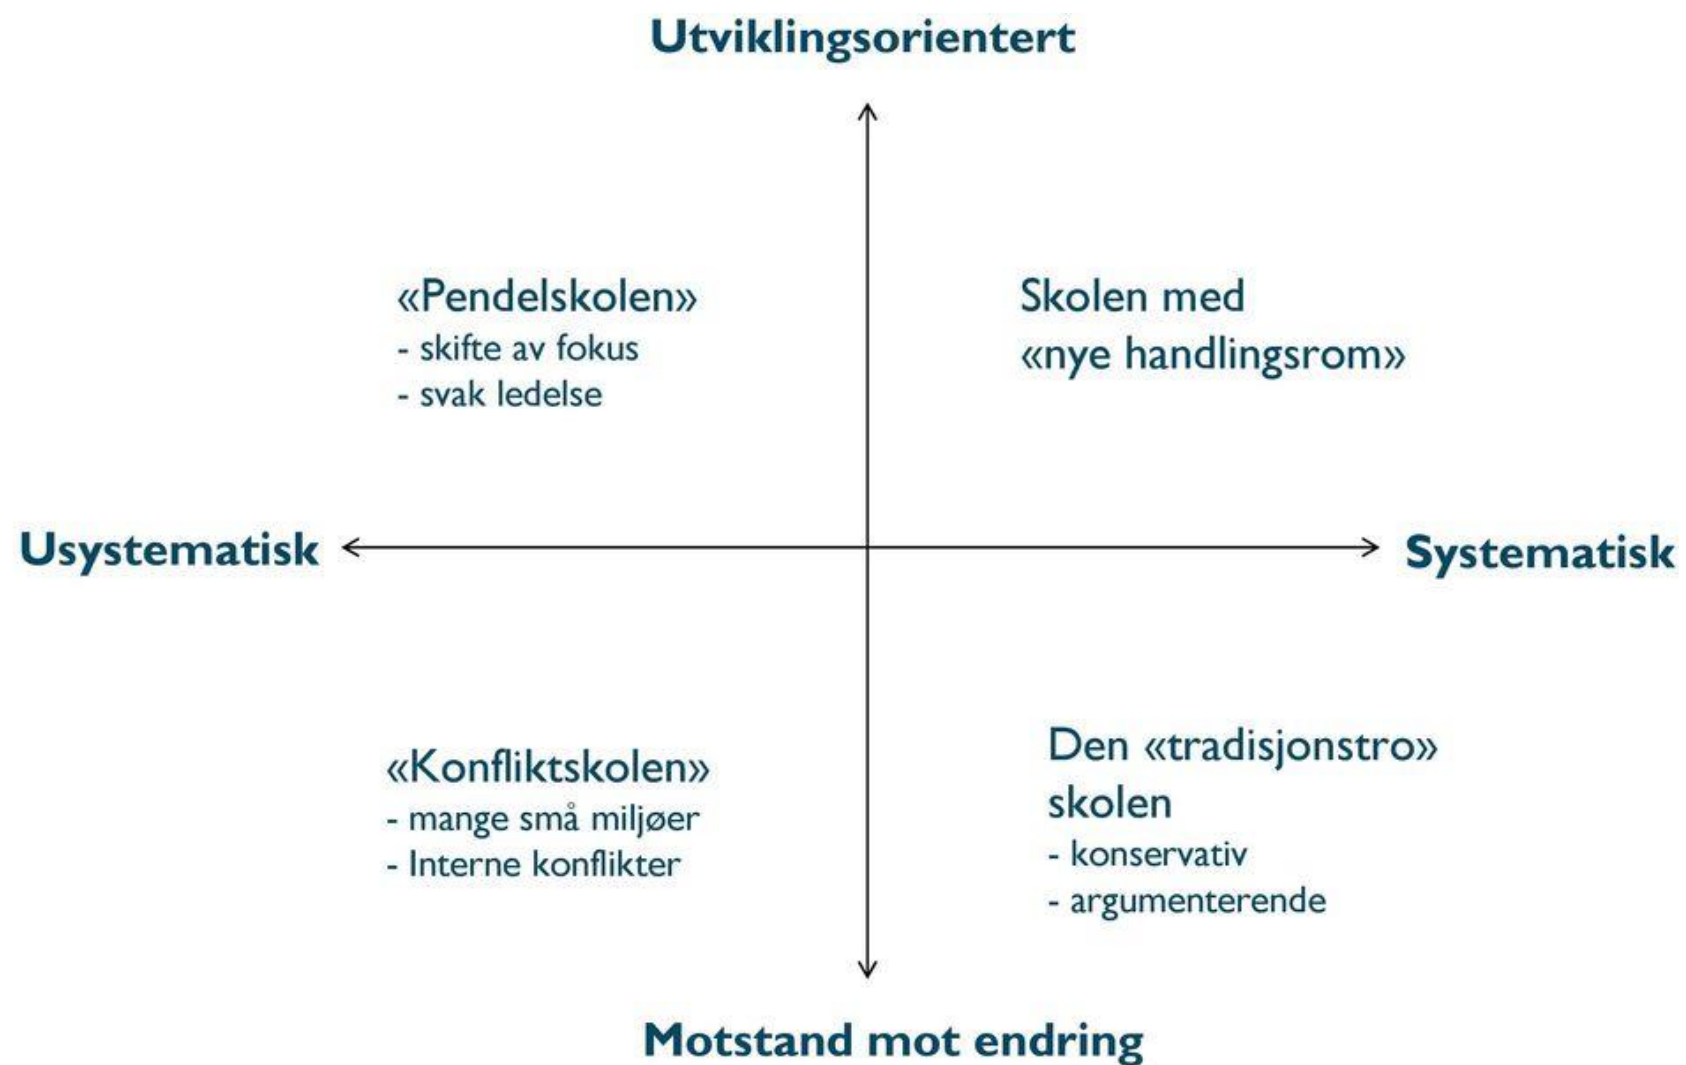 Utviklingsorientert
«Pendelskolen»
- skifte av fokus
- svak ledelse
Skolen med
«nye handlingsrom»
Usystematisk
Systematisk
«Konfliktskolen»
- mange små miljøer
- Interne konflikter
Den «tradisjonstro»
skolen
- konservativ
- argumenterende
Motstand mot endring